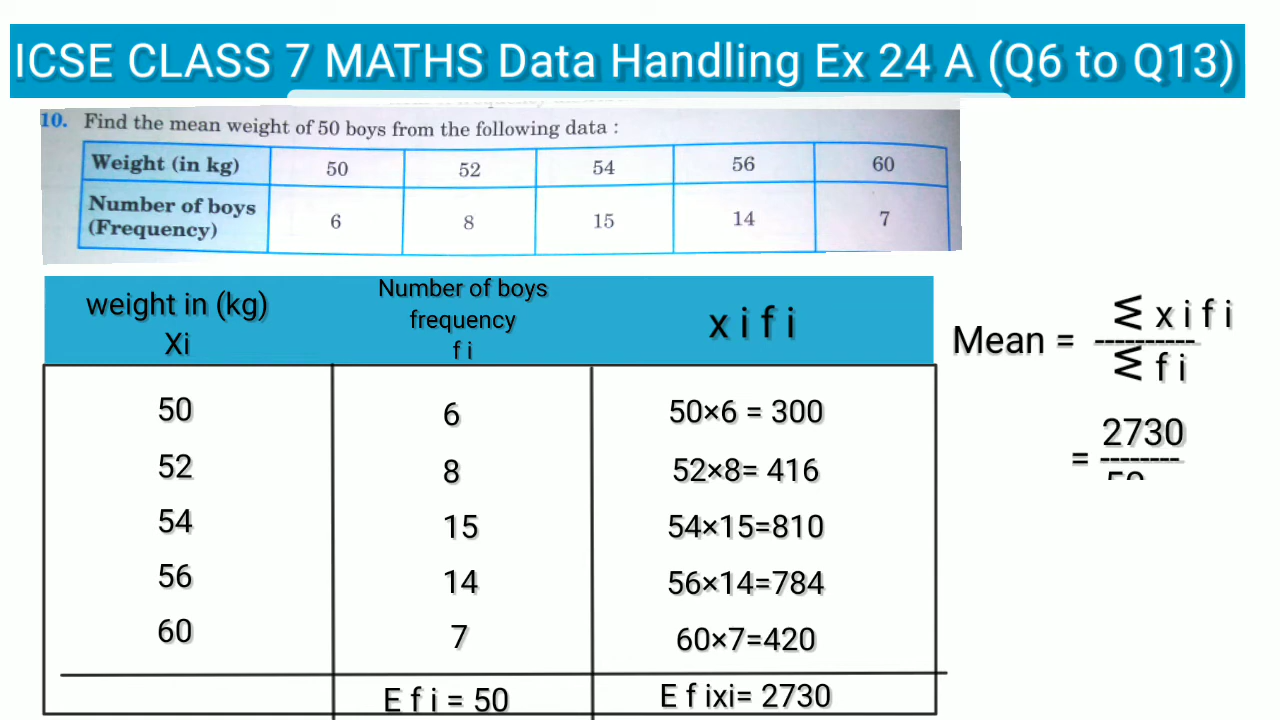 ICSE CLASS 7 MATHS Data Handling Ex 24 A (Q6 to Q13)
10. Find the mean weight of 50 boys from the following data :
Weight (in kg) 50 52 54 56 60
Number of boys
(Frequency) 6 8 15 14 7
weight in (kg)
Xi
Number of boys
frequency
f i
x i f i
50 6 50×6 = 300
52 8 52×8= 416
54 15 54×15=810
56 14 56×14=784
60 7 60×7=420
E f i = 50 E f ixi= 2730
Mean = ⋜ x i f i
----------
⋜ f i
= 2730
--------
50